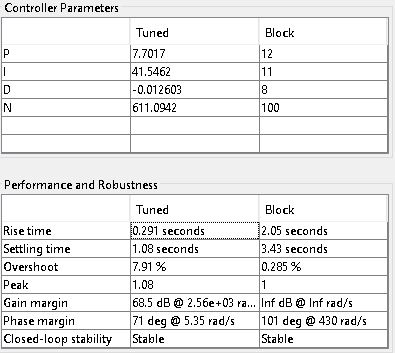 Controller Parameters
Tuned Block
P 7.7017 12
I 41.5462 11
D -0.012603 8
N 611.0942 100
Performance and Robustness
Tuned Block
Rise time 0.291 seconds 2.05 seconds
Settling time 1.08 seconds 3.43 seconds
Overshoot 7.91 % 0.285 %
Peak 1.08 1
Gain margin 68.5 dB @ 2.56e+03 ra... Inf dB @ Inf rad/s
Phase margin 71 deg @ 5.35 rad/s 101 deg @ 430 rad/s
Closed-loop stability Stable Stable